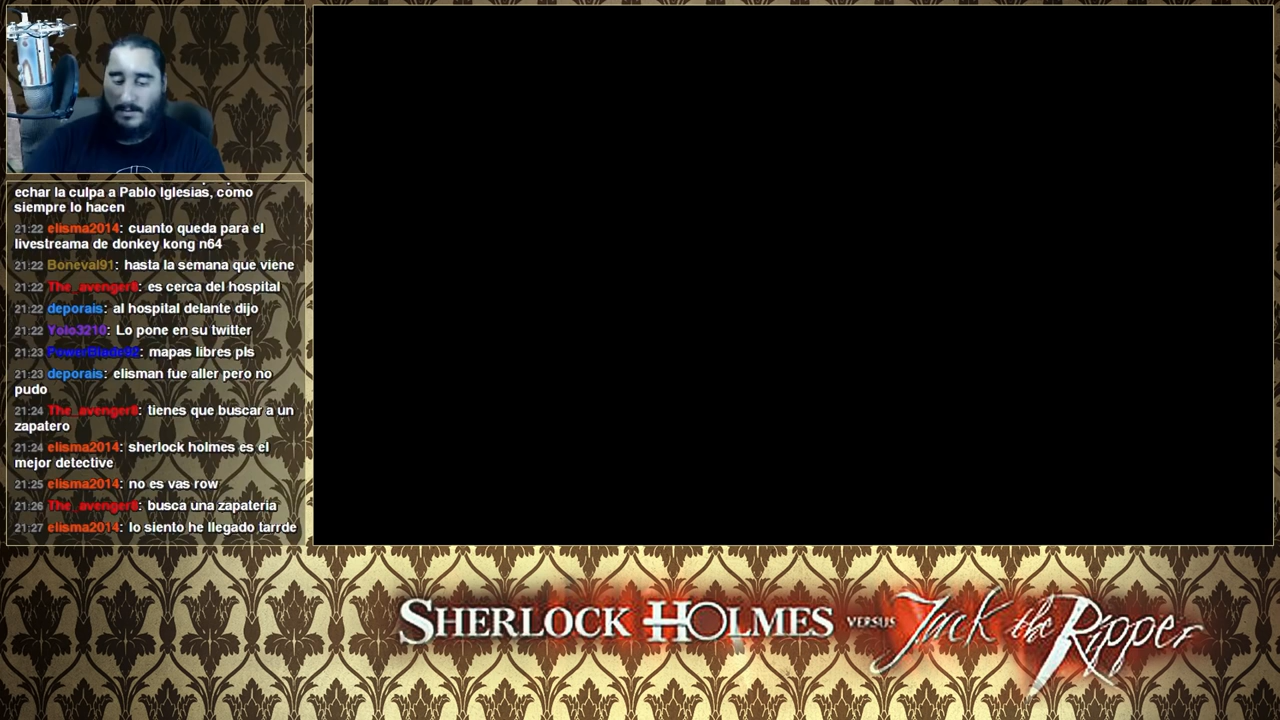 echar la culpa a Pablo Iglesias, como
siempre lo hacen
21:22 elisma2014: cuanto queda para el
livestreama de donkey kong n64
21:22 Boneval91: hasta la semana que viene
21:22 The_avenger8: es cerca del hospital
21:22 deporais: al hospital delante dijo
21:22 Yolo3210: Lo pone en su twitter
21:23 mapas libres pls
21:23 deporais: elisman fue aller pero no
pudo
21:24 The_avenger8: tienes que buscar a un
zapatero
21:24 elisma2014: sherlock holmes es el
mejor detective
21:25 elisma2014: no es vas row
21:26 The_avenger8: busca una zapateria
21:27 elisma2014: lo siento he llegado tarrde
SHERLOCK HOLMES VERSUS Jack the Ripper